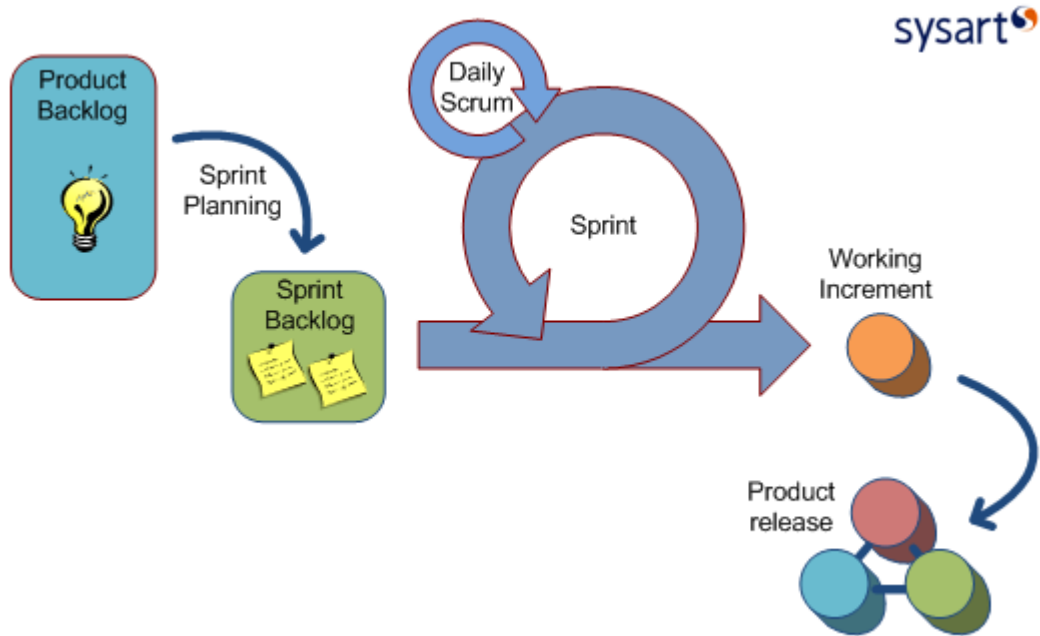 sysart
Product
Backlog
Sprint
Planning
Sprint
Backlog
Daily
Scrum
Sprint
Working
Increment
Product
release